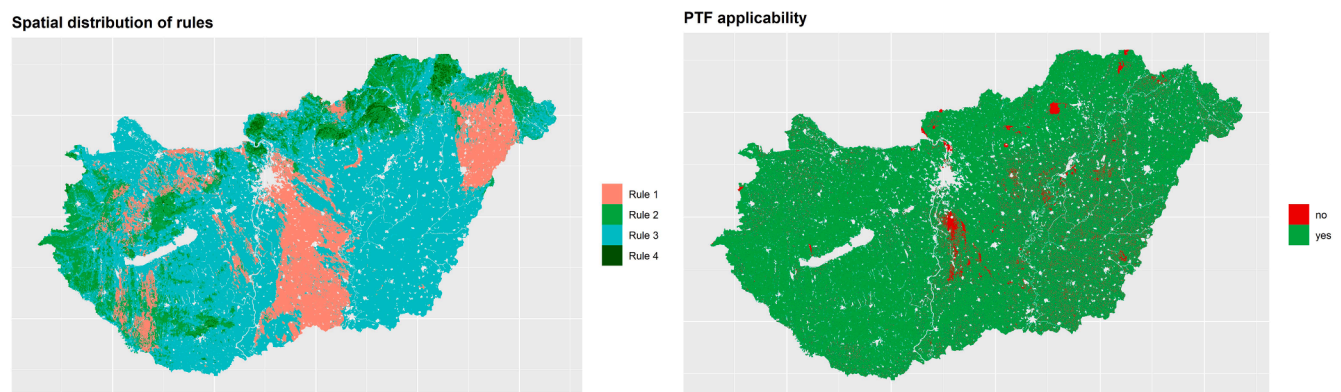 Spatial distribution of rules
Rule 1
Rule 2
Rule 3
Rule 4
PTF applicability
no
yes